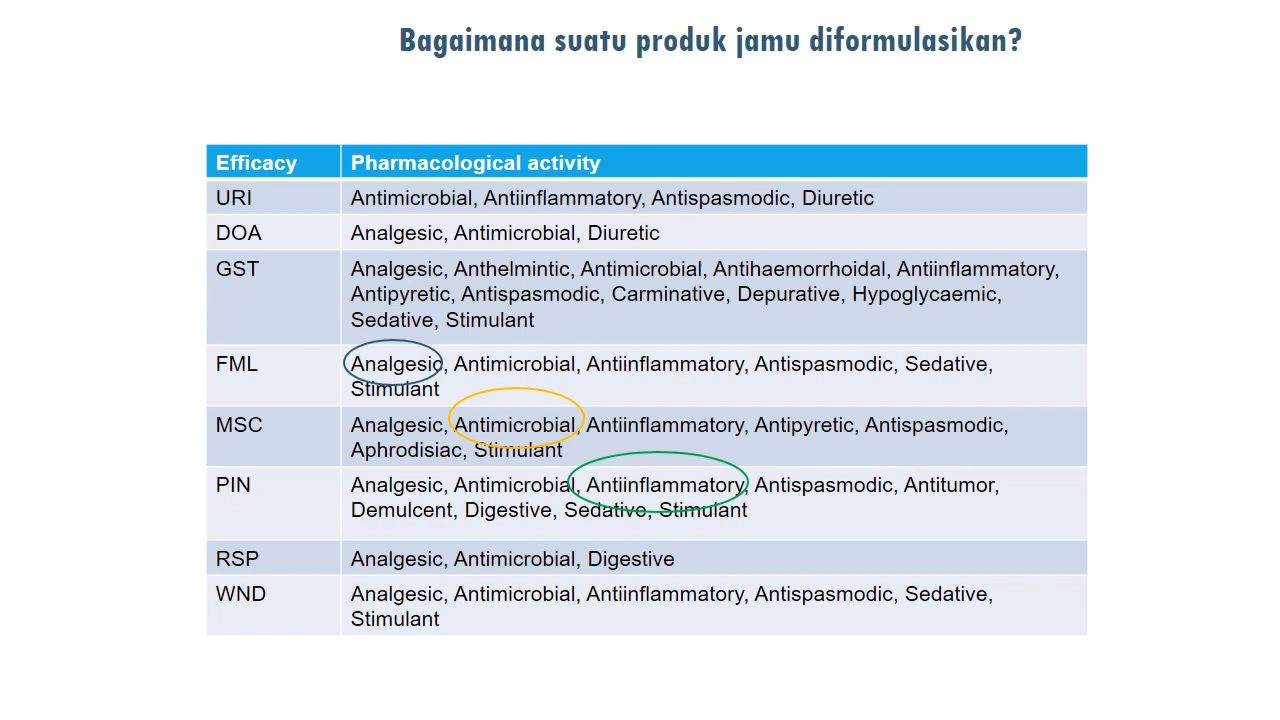 Bagaimana suatu produk jamu diformulasikan?
Efficacy Pharmacological activity
URI Antimicrobial, Antiinflammatory, Antispasmodic, Diuretic
DOA Analgesic, Antimicrobial, Diuretic
GST Analgesic, Anthelmintic, Antimicrobial, Antihaemorrhoidal, Antiinflammatory,
Antipyretic, Antispasmodic, Carminative, Depurative, Hypoglycaemic,
Sedative, Stimulant
FML Analgesic, Antimicrobial, Antiinflammatory, Antispasmodic, Sedative,
Stimulant
MSC Analgesic, Antimicrobial, Antiinflammatory, Antipyretic, Antispasmodic,
Aphrodisiac, Stimulant
PIN Analgesic, Antimicrobial, Antiinflammatory, Antispasmodic, Antitumor,
Demulcent, Digestive, Sedative, Stimulant
RSP Analgesic, Antimicrobial, Digestive
WND Analgesic, Antimicrobial, Antiinflammatory, Antispasmodic, Sedative,
Stimulant